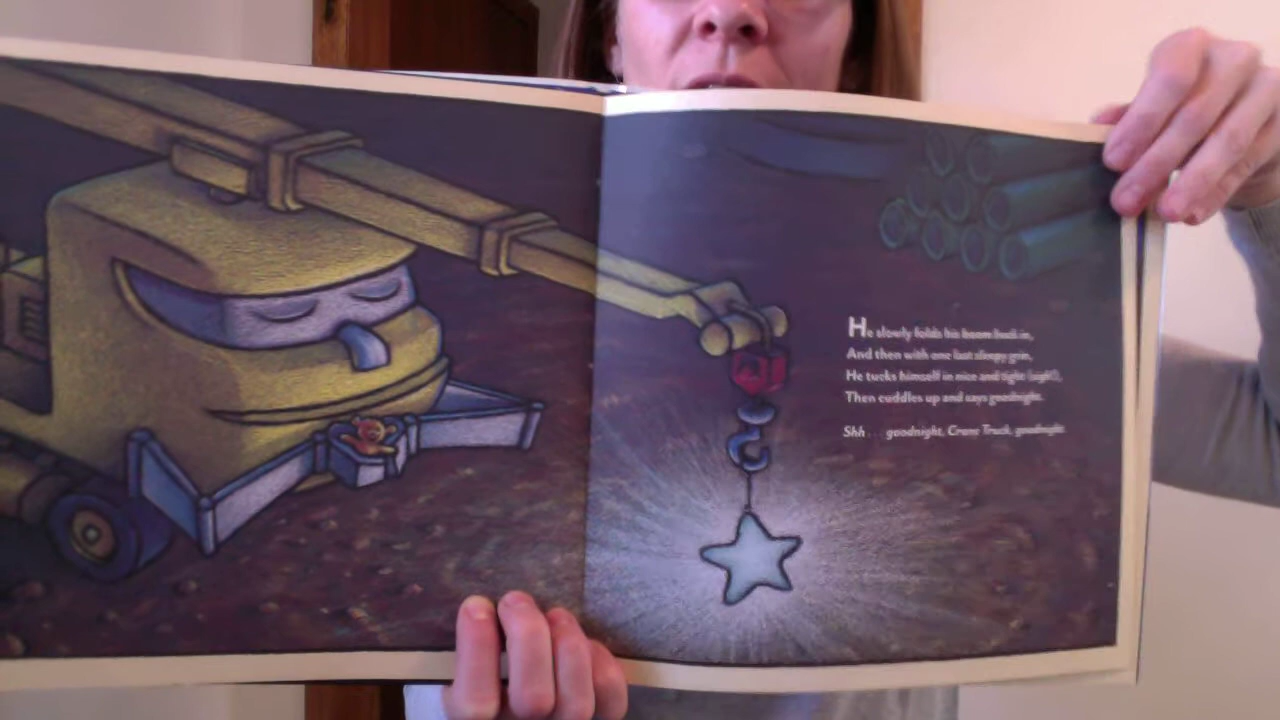 He slowly folds his boom back in,
And then with one last sleepy grin,
He tucks himself in nice and tight (sigh!),
Then cuddles up and says goodnight.
Shh . . . goodnight, Crane Truck, goodnight.